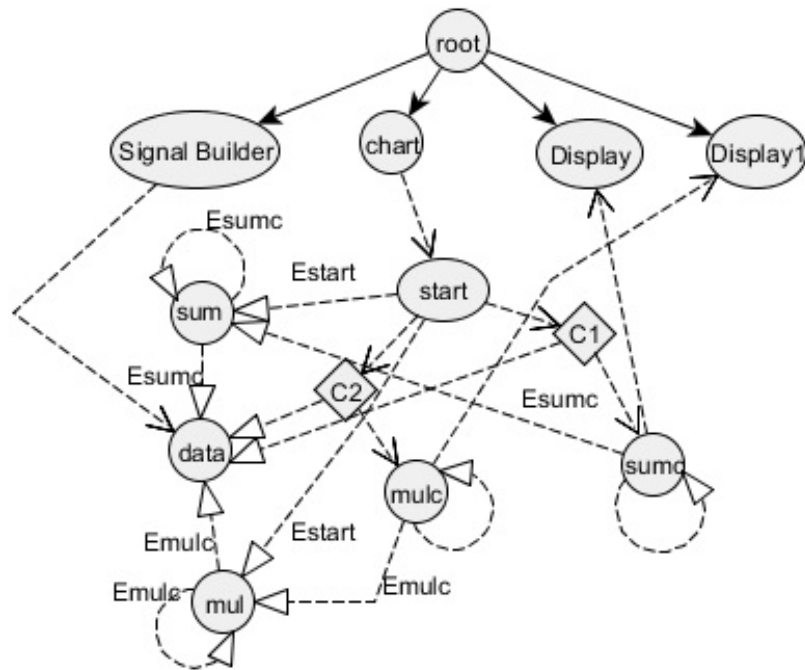 root
Signal Builder
chart
Display
Display1
Esumc
Estart
start
sum
C1
Esumc
C2
Esumc
data
sumc
mulc
Estart
Emulc
Emulc
Emulc
mul